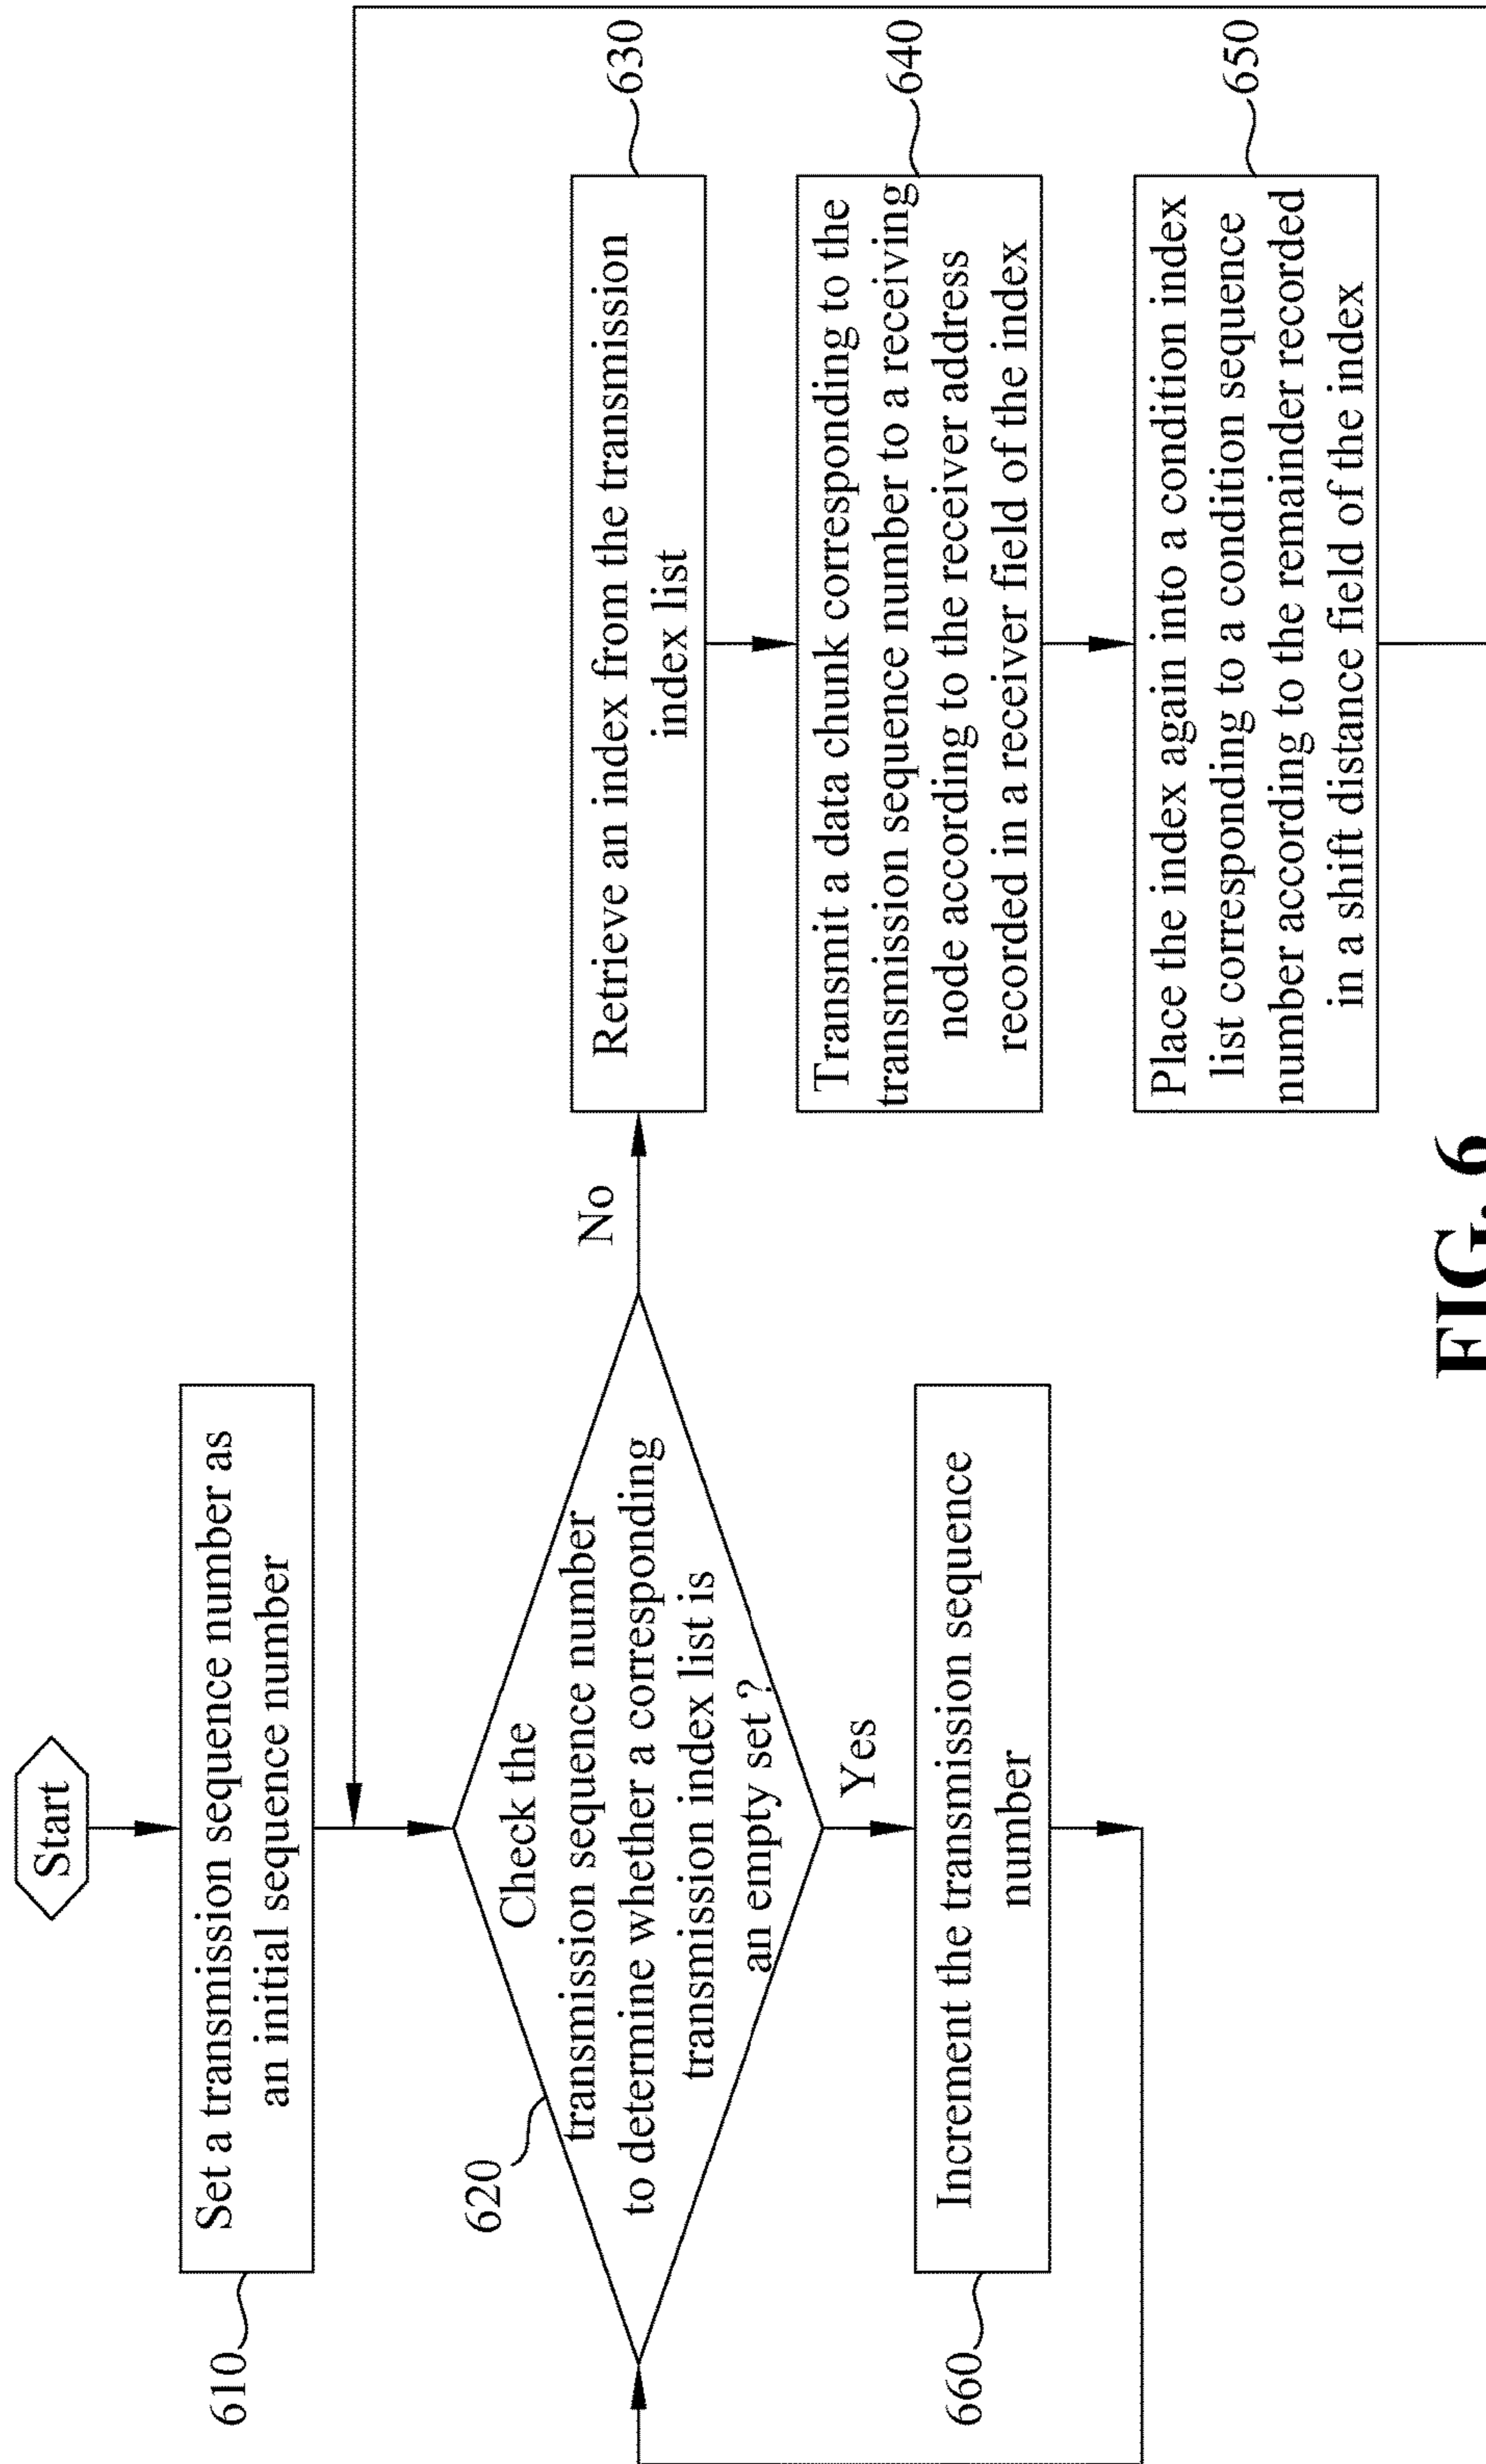 Start
610
Set a transmission sequence number as
an initial sequence number
620
Check the
transmission sequence number
to determine whether a corresponding
transmission index list is
an empty set ?
No
Yes
630
Retrieve an index from the transmission
index list
640
Transmit a data chunk corresponding to the
transmission sequence number to a receiving
node according to the receiver address
recorded in a receiver field of the index
650
Place the index again into a condition index
list corresponding to a condition sequence
number according to the remainder recorded
in a shift distance field of the index
660
Increment the transmission sequence
number
FIG. 6